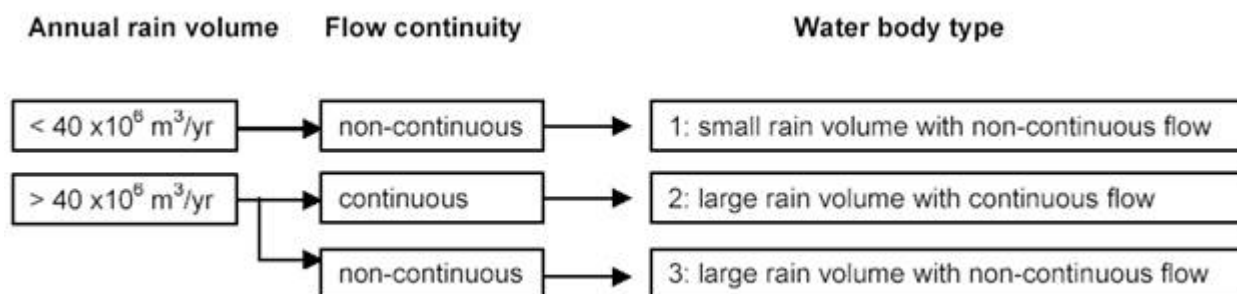 Annual rain volume Flow continuity Water body type
< 40 x10⁶ m³/yr non-continuous 1: small rain volume with non-continuous flow
> 40 x10⁶ m³/yr continuous 2: large rain volume with continuous flow
non-continuous 3: large rain volume with non-continuous flow